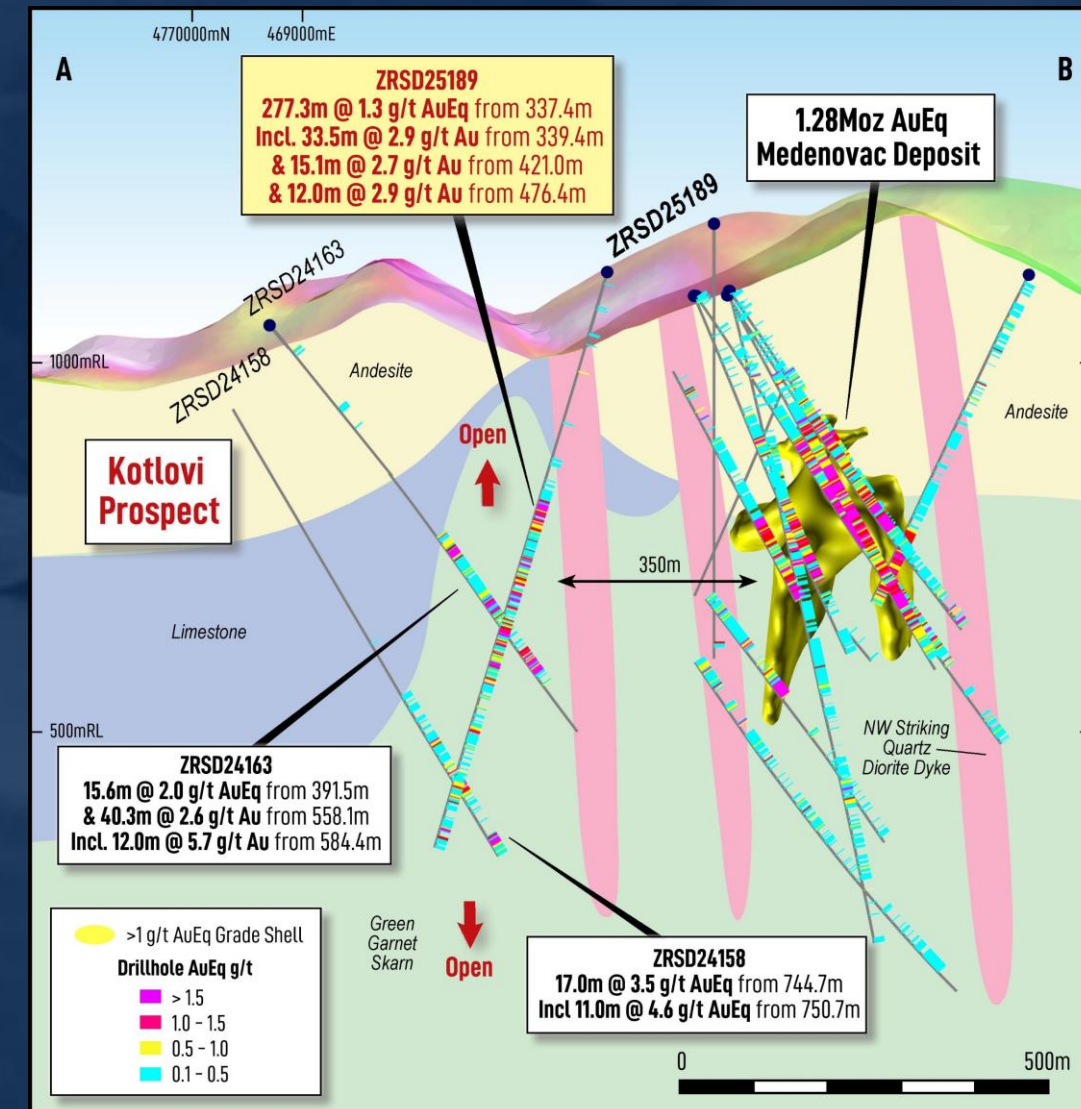 4770000mN
469000mE
A
B
ZRSD25189
277.3m @ 1.3 g/t AuEq from 337.4m
Incl. 33.5m @ 2.9 g/t Au from 339.4m
& 15.1m @ 2.7 g/t Au from 421.0m
& 12.0m @ 2.9 g/t Au from 476.4m
1.28Moz AuEq
Medenovac Deposit
ZRSD25189
ZRSD24163
1000mRL
ZRSD24158
Andesite
Andesite
Open
Kotlovi
Prospect
350m
Limestone
500mRL
NW Striking
Quartz
Diorite Dyke
ZRSD24163
15.6m @ 2.0 g/t AuEq from 391.5m
& 40.3m @ 2.6 g/t Au from 558.1m
Incl. 12.0m @ 5.7 g/t Au from 584.4m
Green
Garnet
Skarn
Open
ZRSD24158
17.0m @ 3.5 g/t AuEq from 744.7m
Incl 11.0m @ 4.6 g/t AuEq from 750.7m
>1 g/t AuEq Grade Shell
Drillhole AuEq g/t
> 1.5
1.0 - 1.5
0.5 - 1.0
0.1 - 0.5
0
500m